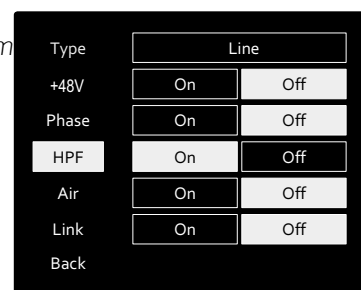 m
Type Line
+48V On Off
Phase On Off
HPF On Off
Air On Off
Link On Off
Back